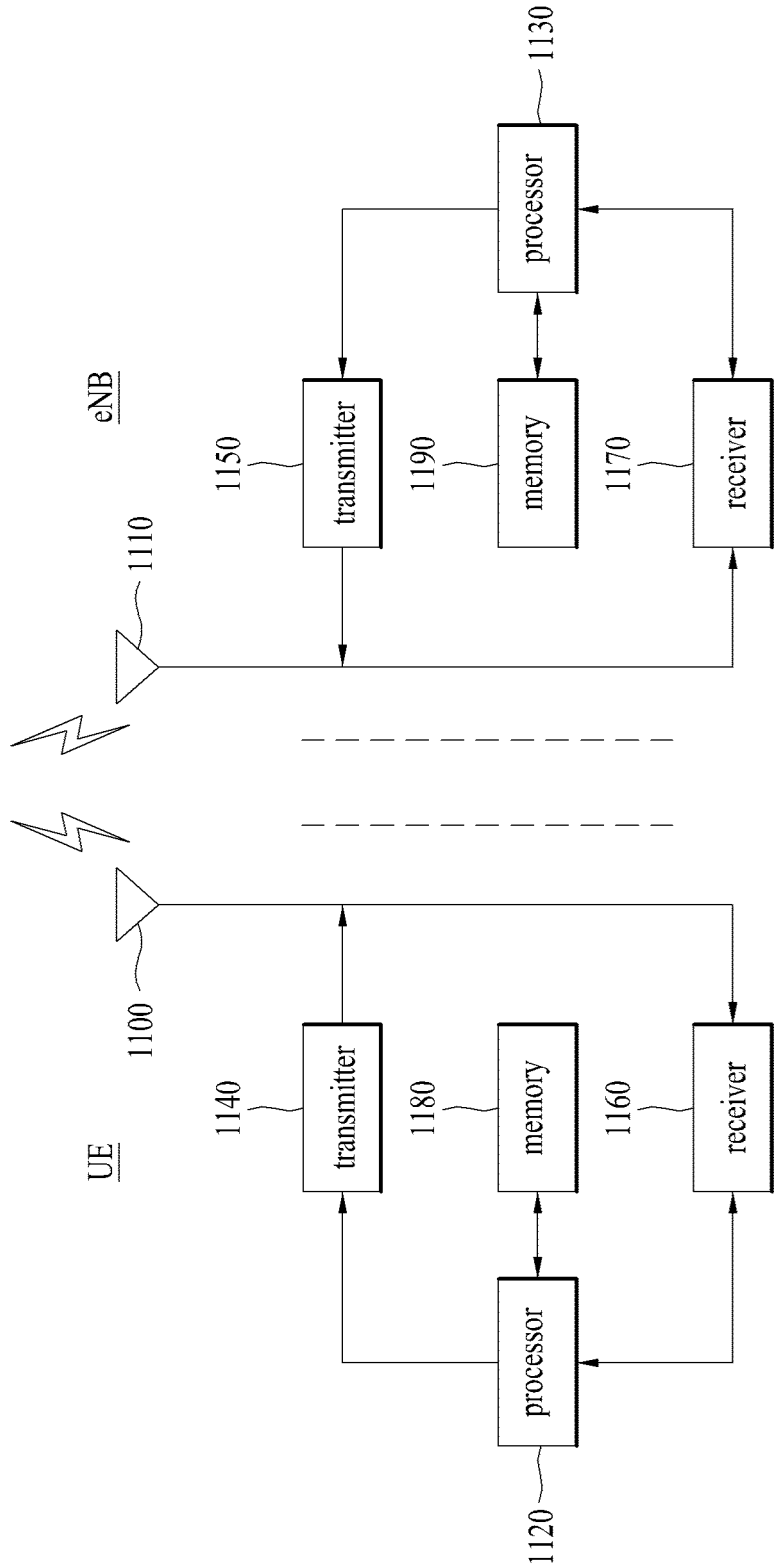 UE
eNB
1100
1110
1140
transmitter
1150
transmitter
1120
processor
1180
memory
1190
memory
processor
1130
1160
receiver
1170
receiver